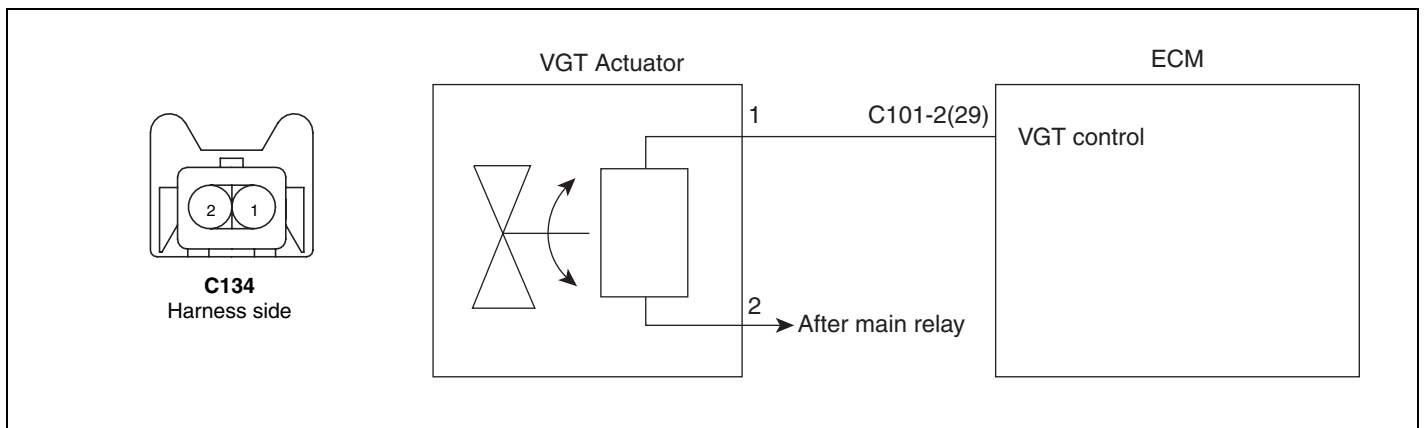 VGT Actuator
ECM
1
C101-2(29)
VGT control
2 1
C134
Harness side
2
After main relay